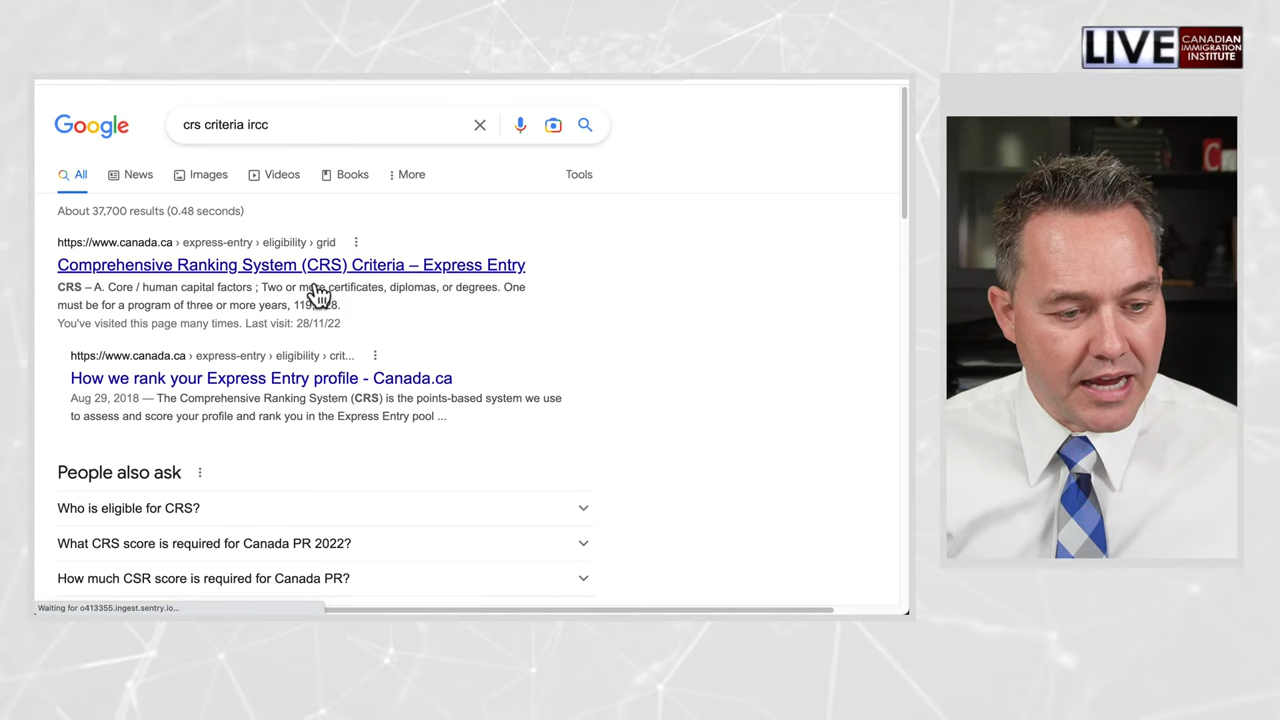 LIVE
CANADIAN
IMMIGRATION
INSTITUTE
Google
crs criteria ircc
All
News
Images
Videos
Books
More
Tools
About 37,700 results (0.48 seconds)
https://www.canada.ca › express-entry › eligibility › grid
Comprehensive Ranking System (CRS) Criteria – Express Entry
CRS – A. Core / human capital factors ; Two or more certificates, diplomas, or degrees. One
must be for a program of three or more years, 119
You've visited this page many times. Last visit: 28/11/22
https://www.canada.ca › express-entry › eligibility › crit...
How we rank your Express Entry profile - Canada.ca
Aug 29, 2018 — The Comprehensive Ranking System (CRS) is the points-based system we use
to assess and score your profile and rank you in the Express Entry pool ...
People also ask
Who is eligible for CRS?
What CRS score is required for Canada PR 2022?
How much CSR score is required for Canada PR?
Waiting for o413355.ingest.sentry.io...
C